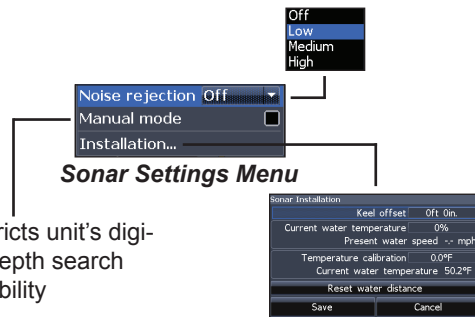 Off
Low
Medium
High
Noise rejection Off
Manual mode
Installation...
Sonar Settings Menu
ricts unit's digi-
epth search
bility
Sonar Installation
Keel offset 0ft 0in.
Current water temperature 0%
Present water speed -.- mph
Temperature calibration 0.0°F
Current water temperature 50.2°F
Reset water distance
Save Cancel